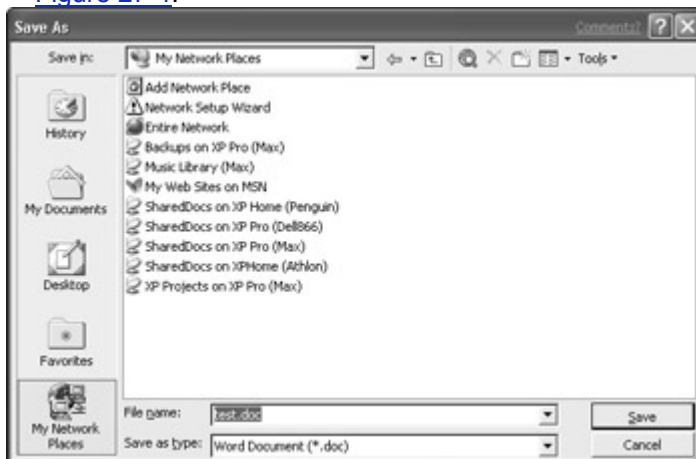 Figure 27-4.
Save As
Comments?
Save in:
My Network Places
Tools
Add Network Place
Network Setup Wizard
Entire Network
Backups on XP Pro (Max)
Music Library (Max)
My Web Sites on MSN
SharedDocs on XP Home (Penguin)
SharedDocs on XP Pro (Dell866)
SharedDocs on XP Pro (Max)
SharedDocs on XPHome (Athlon)
XP Projects on XP Pro (Max)
History
My Documents
Desktop
Favorites
My Network
Places
File name:
test.doc
Save
Save as type:
Word Document (*.doc)
Cancel